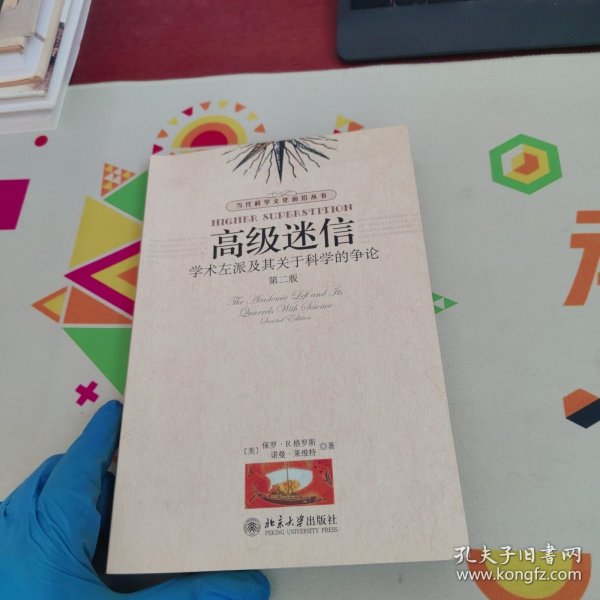 当代科学文化前沿丛书
HIGHER SUPERSTITION
高级迷信
学术左派及其关于科学的争论
第二版
The Academic Left and Its
Quarrels With Science
Second Edition
〔美〕 保罗·R.格罗斯
诺曼·莱维特 ◎著
北京大学出版社
孔夫子旧书网
www.kongfz.com